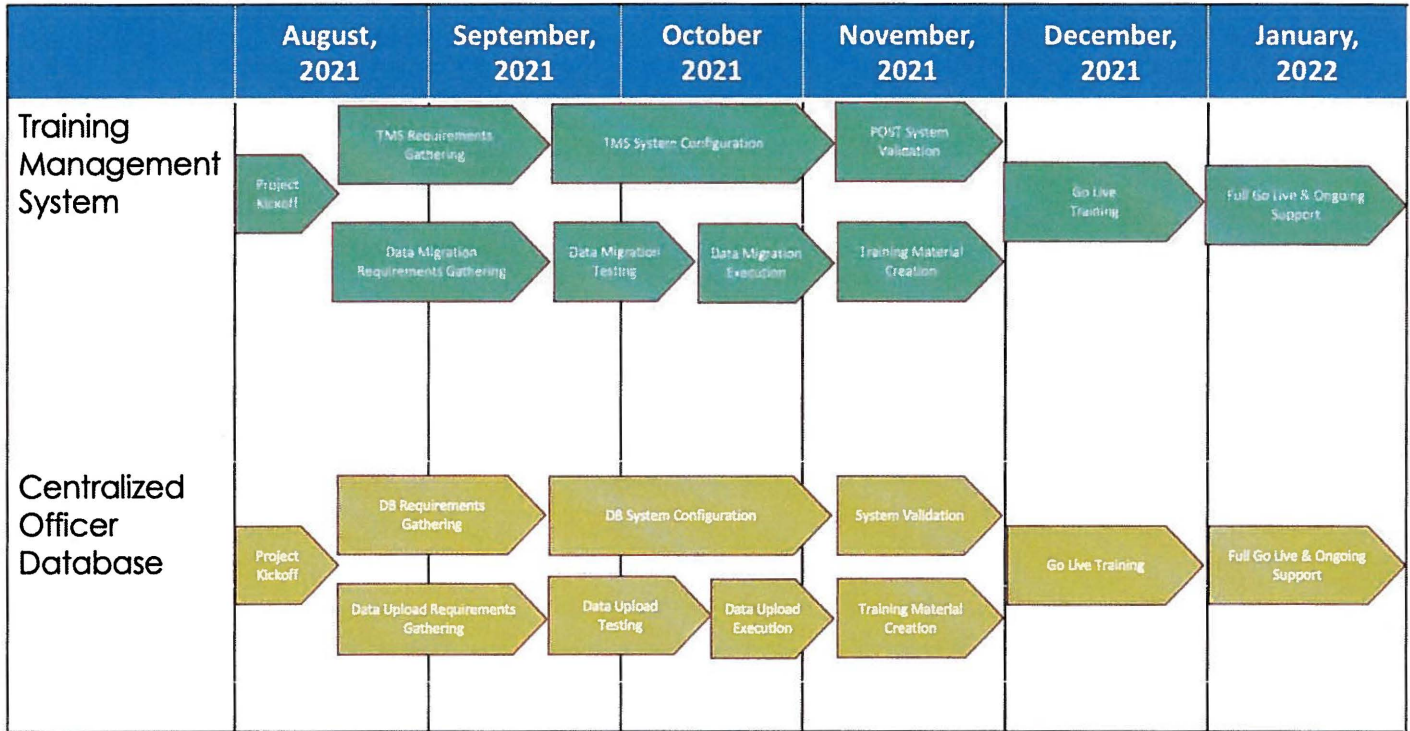 August,
2021
September,
2021
October
2021
November,
2021
December,
2021
January,
2022
Training
Management
System
Project
Kickoff
TMS Requirements
Gathering
TMS System Configuration
POST System
Validation
Data Migration
Requirements Gathering
Data Migration
Testing
Data Migration
Execution
Training Material
Creation
Go Live
Training
Full Go Live & Ongoing
Support
Centralized
Officer
Database
Project
Kickoff
DB Requirements
Gathering
DB System Configuration
System Validation
Data Upload Requirements
Gathering
Data Upload
Testing
Data Upload
Execution
Training Material
Creation
Go Live Training
Full Go Live & Ongoing
Support